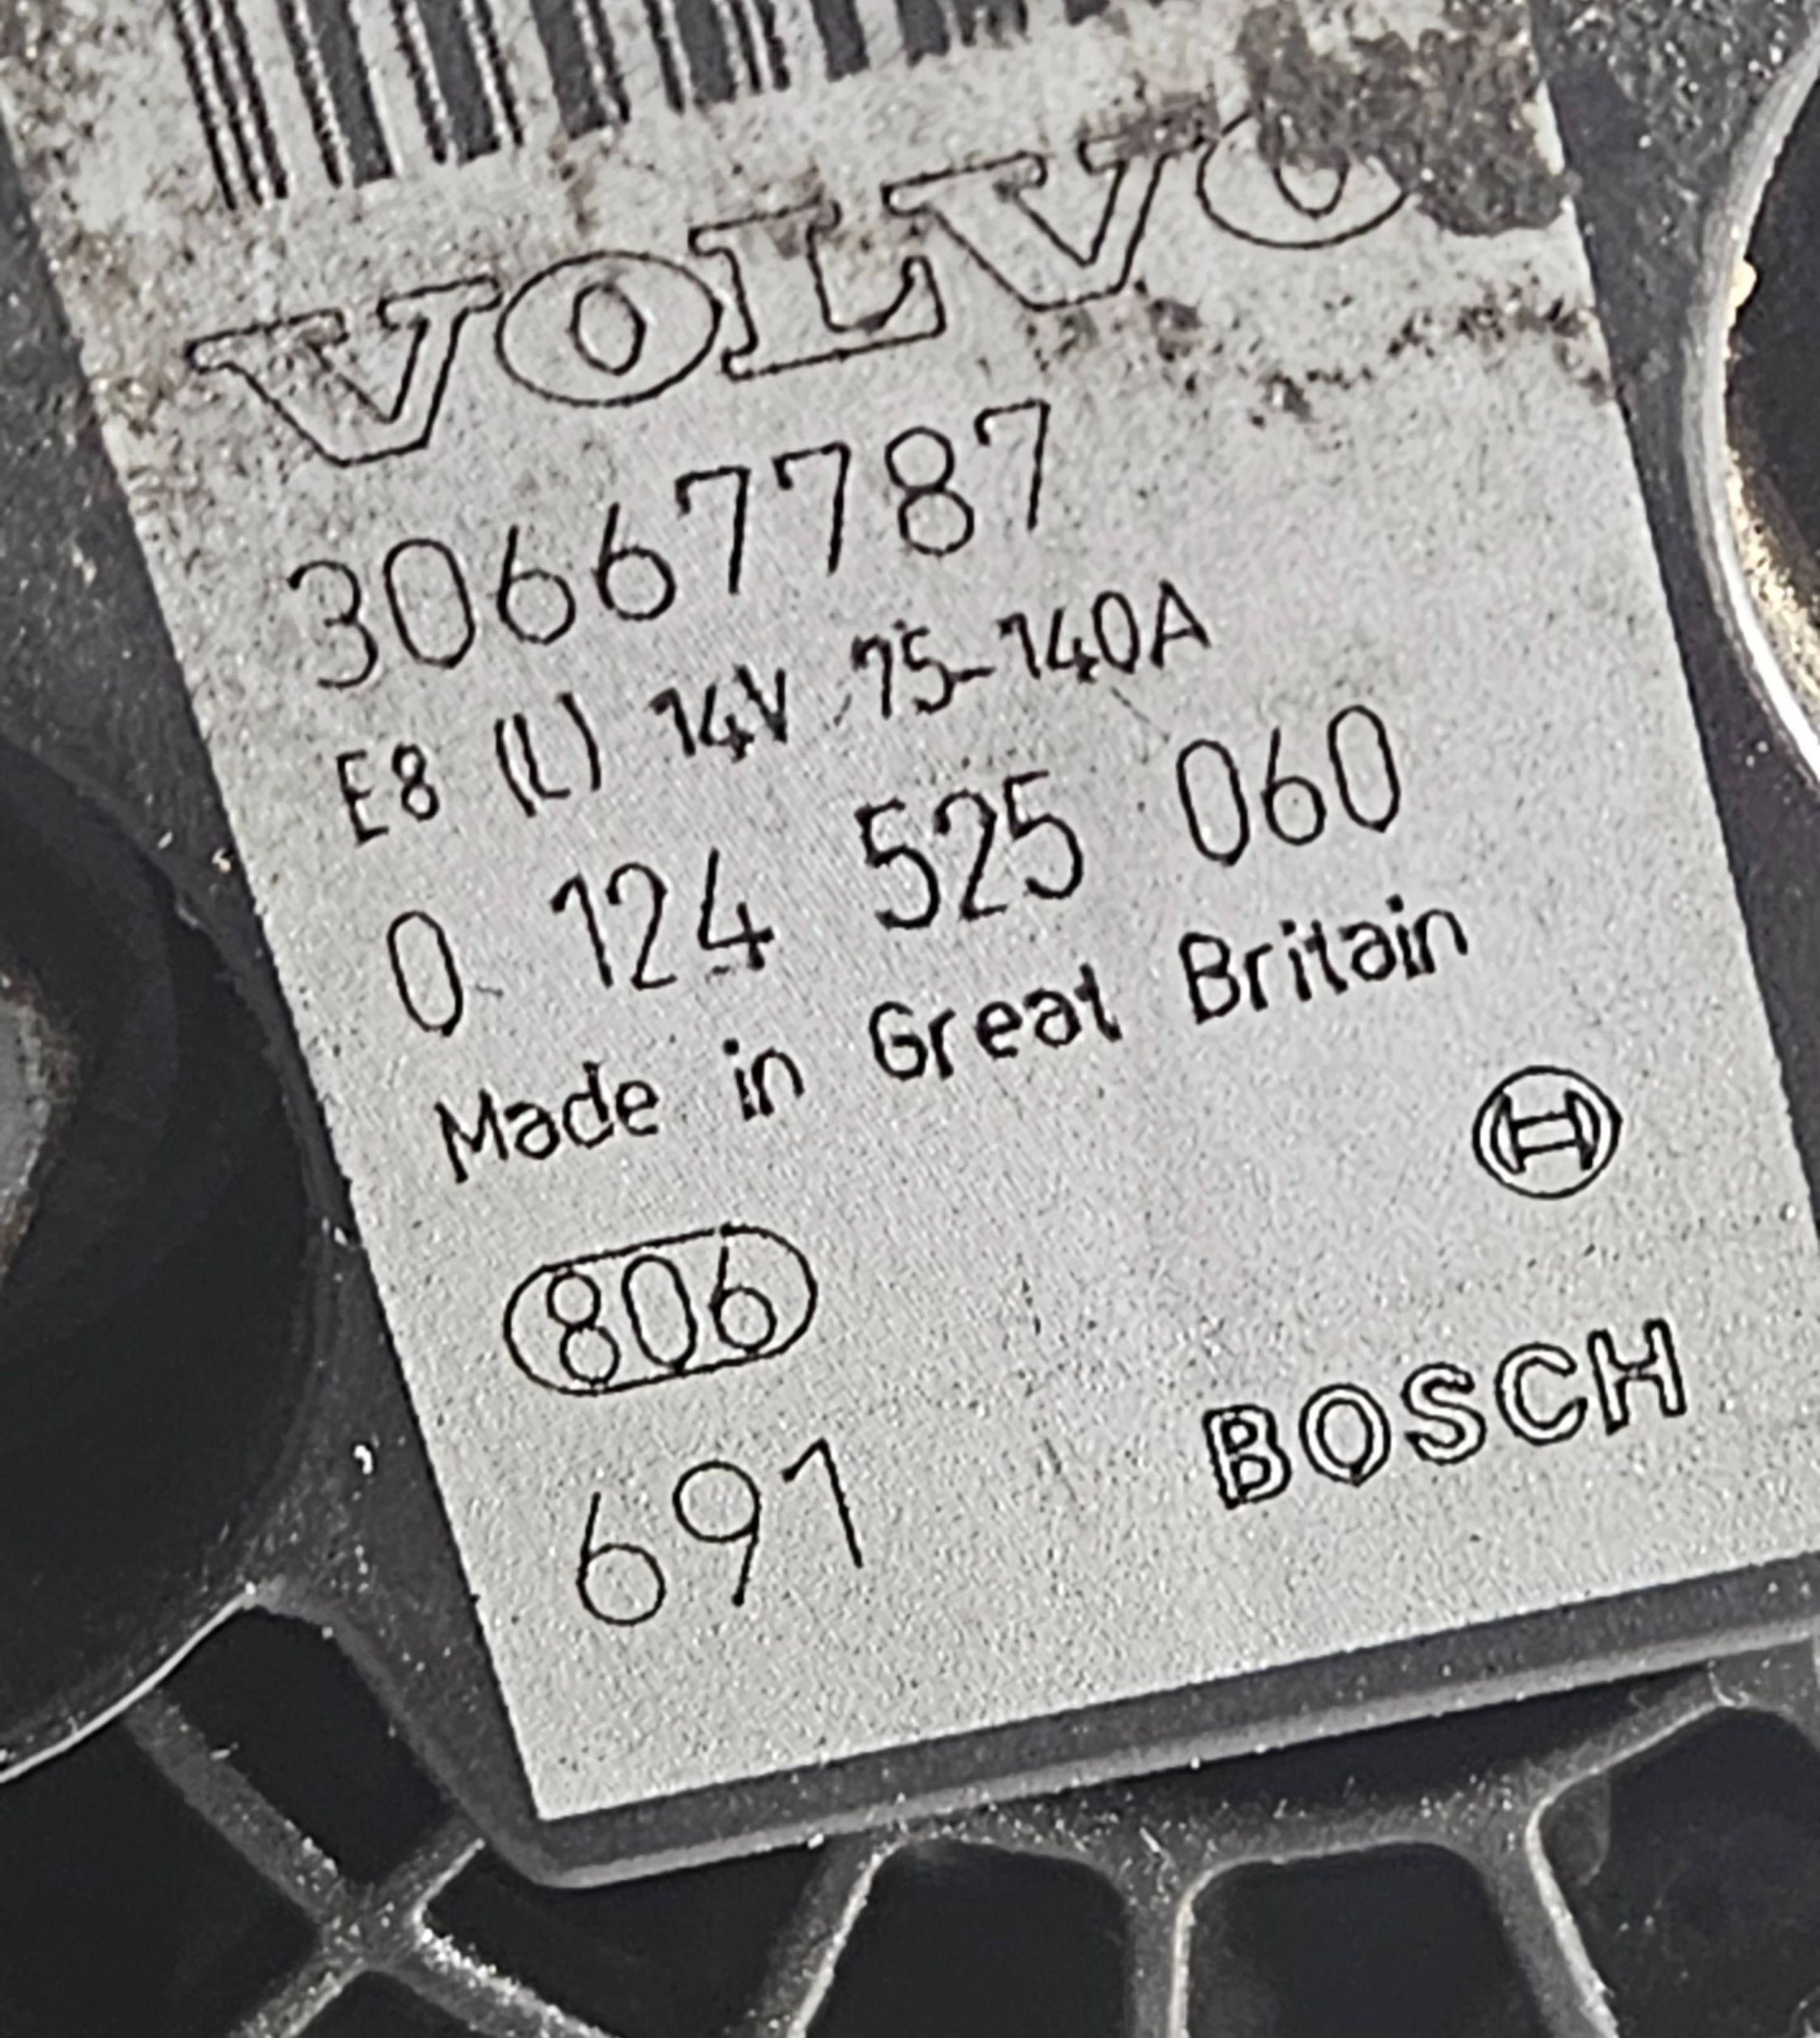 VOLVO
30667787
E8 (L) 14V 75-140A
0 124 525 060
Made in Great Britain
806
691 BOSCH